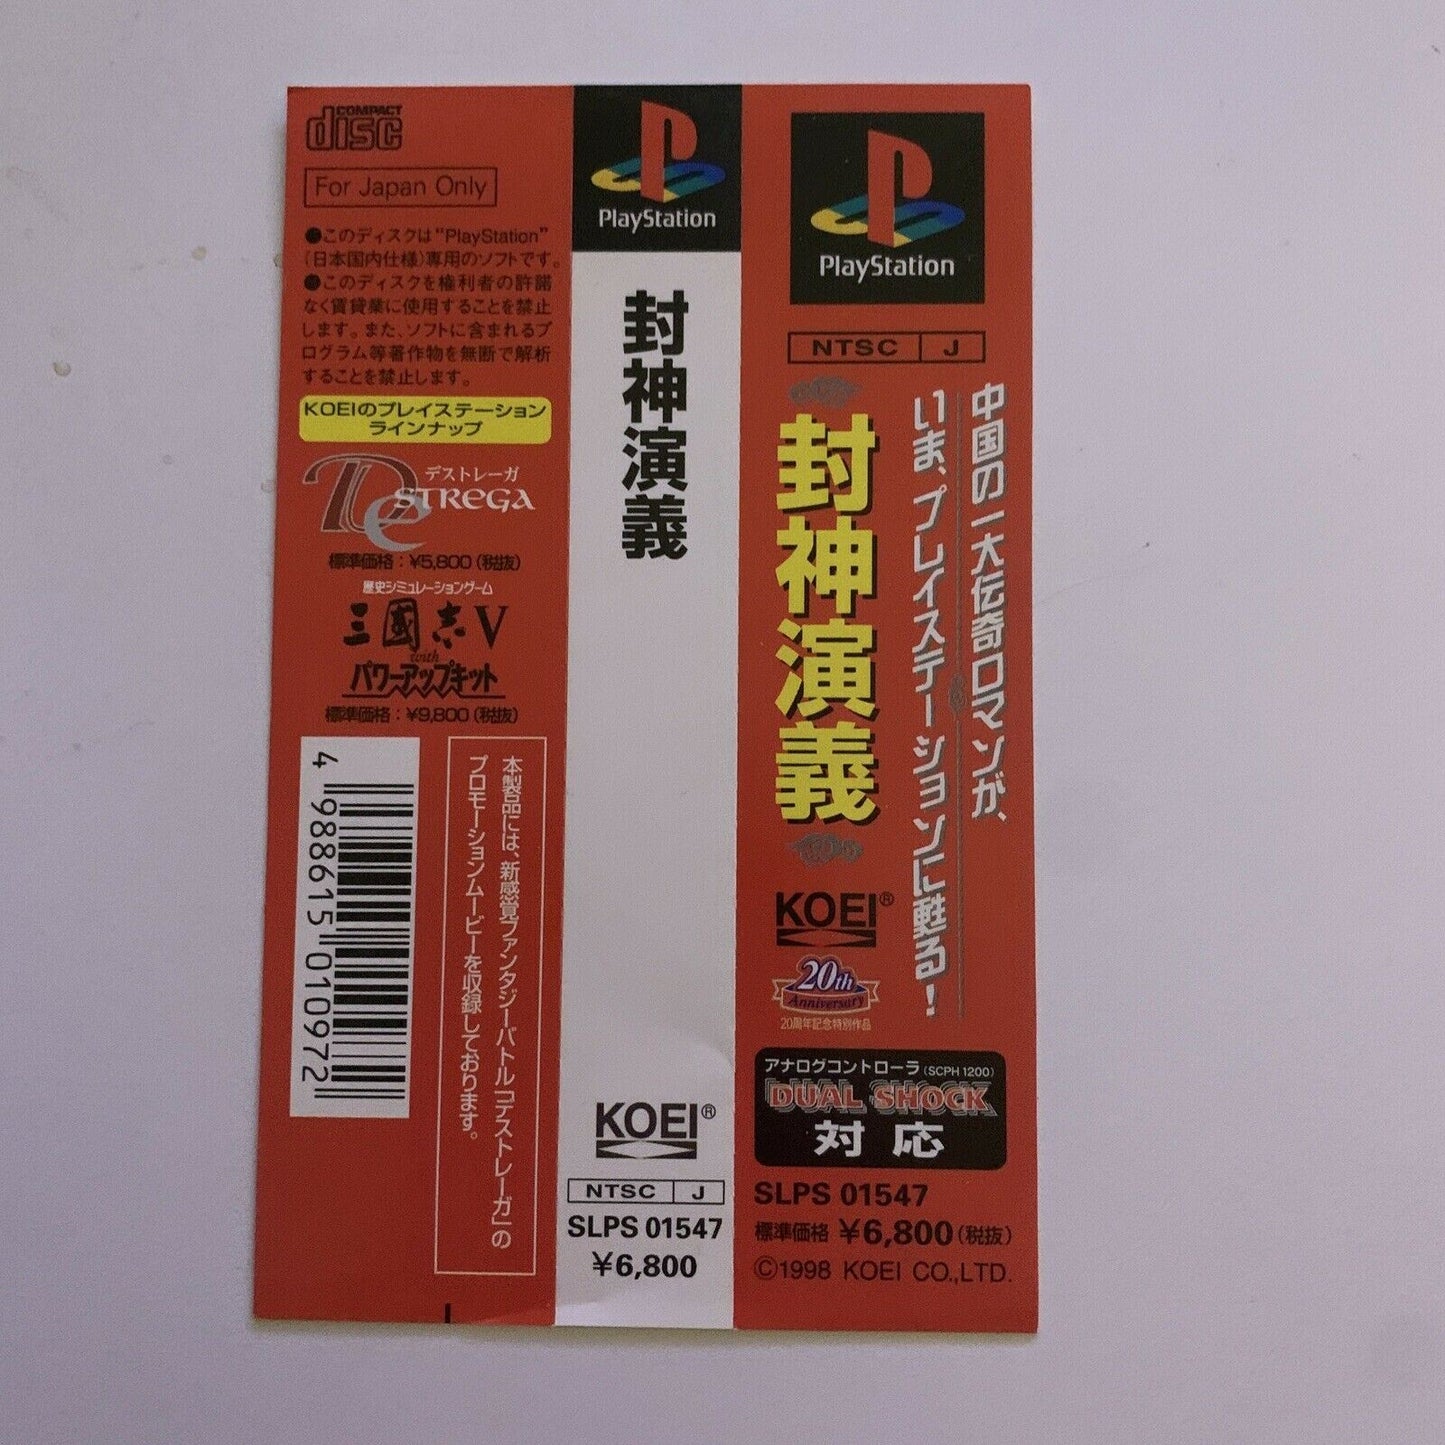 COMPACT
disc
For Japan Only
●このディスクは“PlayStation”
(日本国内仕様)専用のソフトです。
●このディスクを権利者の許諾
なく賃貸業に使用することを禁止
します。また、ソフトに含まれるプ
ログラム等著作物を無断で解析
することを禁止します。
KOEIのプレイステーション
ラインナップ
デストレーガ
DeSTREGA
標準価格:¥5,800(税抜)
歴史シミュレーションゲーム
三國志V
with
パワーアップキット
標準価格:¥9,800(税抜)
本製品には、新感覚ファンタジーバトル「デストレーガ」の
プロモーションムービーを収録しております。
4 988615 010972
PlayStation
封神演義
KOEI®
NTSC J
SLPS 01547
¥6,800
PlayStation
NTSC J
中国の一大伝奇ロマンが、
いま、プレイステーションに甦る!
封神演義
KOEI®
20th
Anniversary
20周年記念特別作品
アナログコントローラ(SCPH 1200)
DUAL SHOCK
対応
SLPS 01547
標準価格 ¥6,800(税抜)
©1998 KOEI CO.,LTD.